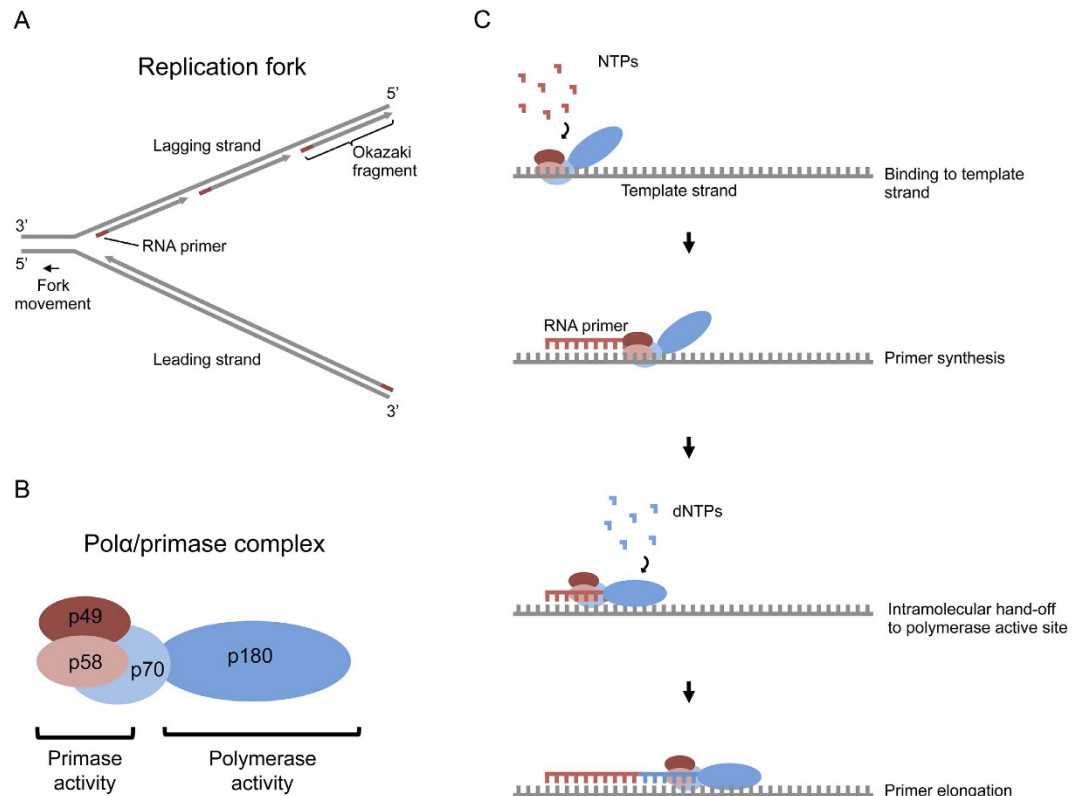 A
Replication fork
5’
Lagging strand
Okazaki
fragment
3’
RNA primer
5’
Fork
movement
Leading strand
3’
B
Polα/primase complex
p49
p58
p70
p180
Primase
activity
Polymerase
activity
C
NTPs
Template strand
Binding to template
strand
RNA primer
Primer synthesis
dNTPs
Intramolecular hand-off
to polymerase active site
Primer elongation